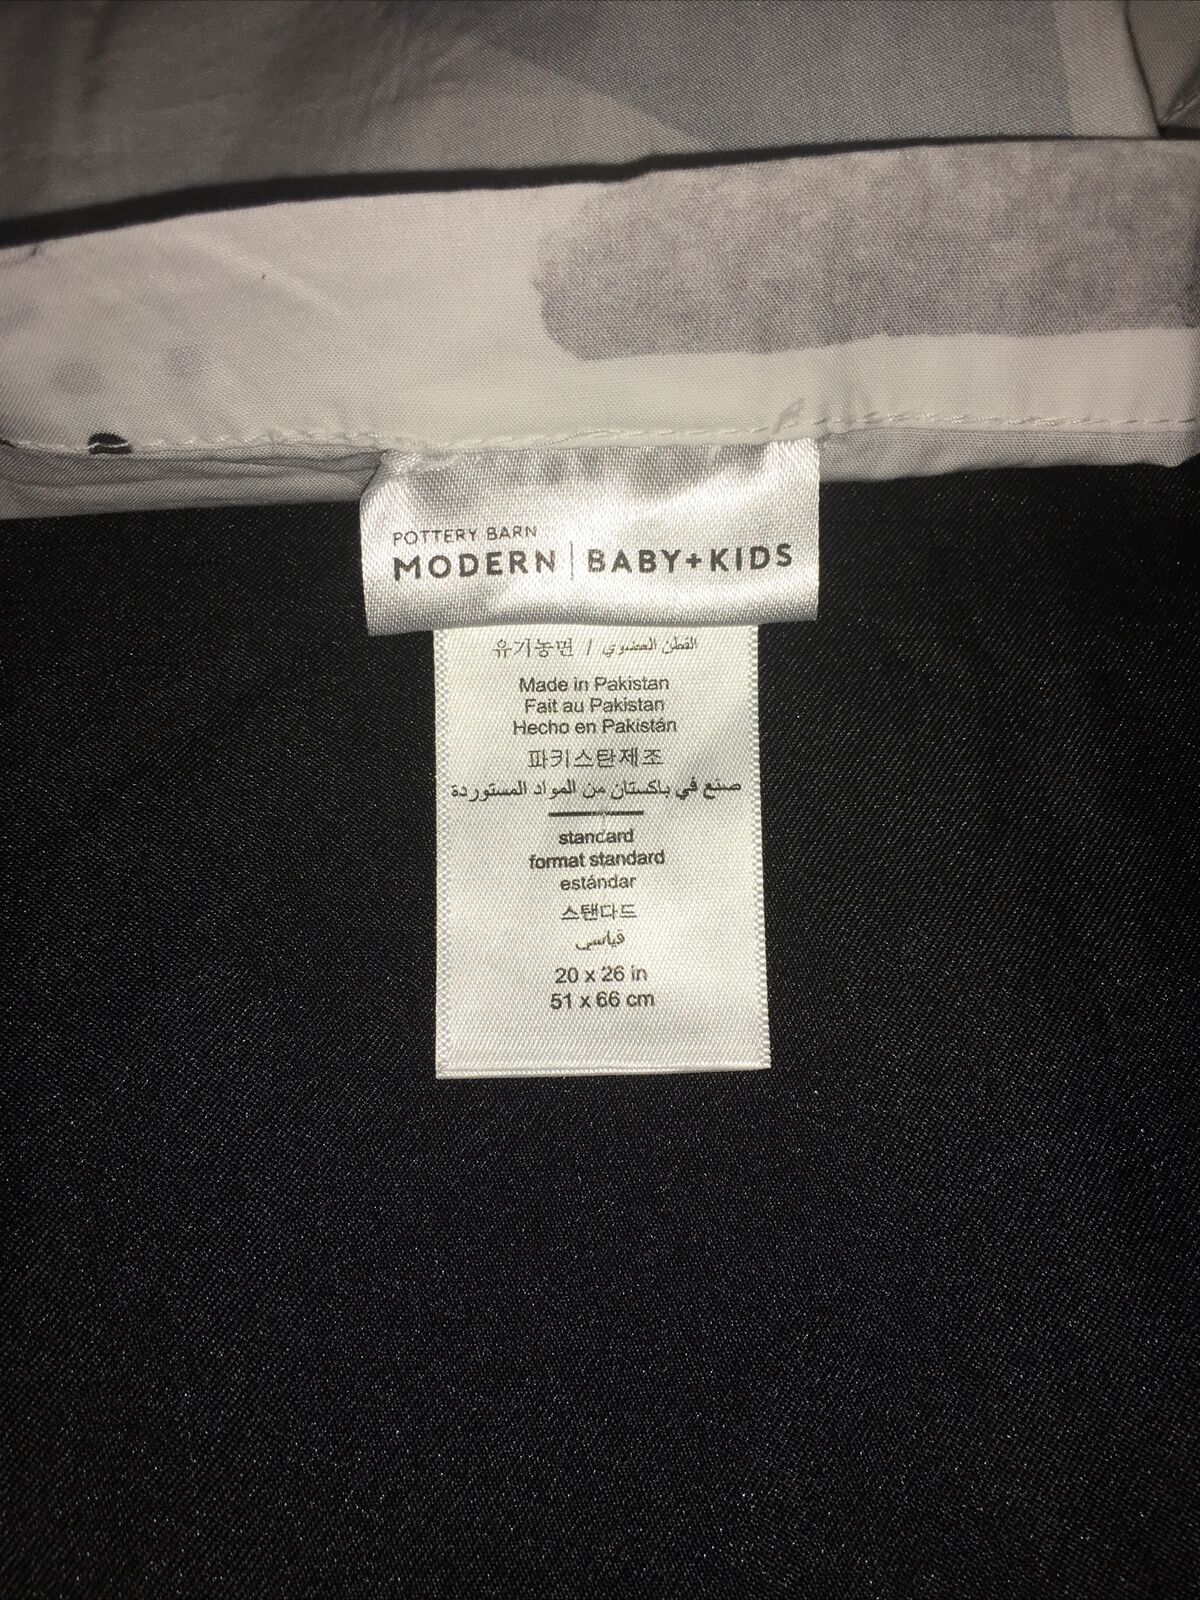 POTTERY BARN
MODERN | BABY+KIDS
유기농면 / القطن العضوي
Made in Pakistan
Fait au Pakistan
Hecho en Pakistán
파키스탄제조
صنع في باكستان من المواد المستوردة
standard
format standard
estándar
스탠다드
قياسي
20 x 26 in
51 x 66 cm